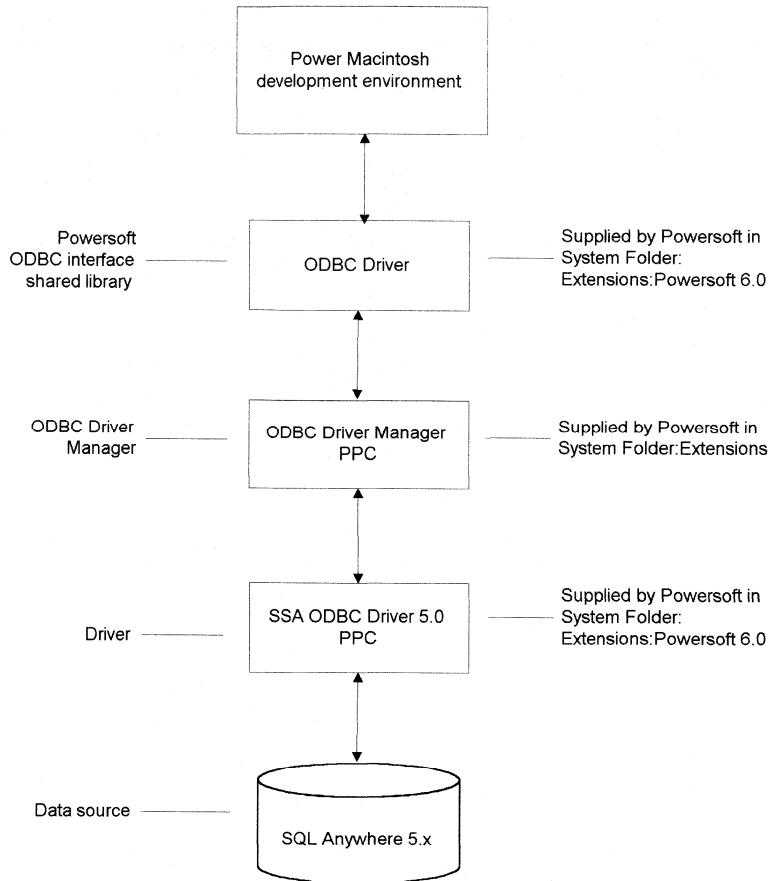 Power Macintosh
development environment
Powersoft
ODBC interface
shared library
ODBC Driver
Supplied by Powersoft in
System Folder:
Extensions:Powersoft 6.0
ODBC Driver
Manager
ODBC Driver Manager
PPC
Supplied by Powersoft in
System Folder:Extensions
Driver
SSA ODBC Driver 5.0
PPC
Supplied by Powersoft in
System Folder:
Extensions:Powersoft 6.0
Data source
SQL Anywhere 5.x